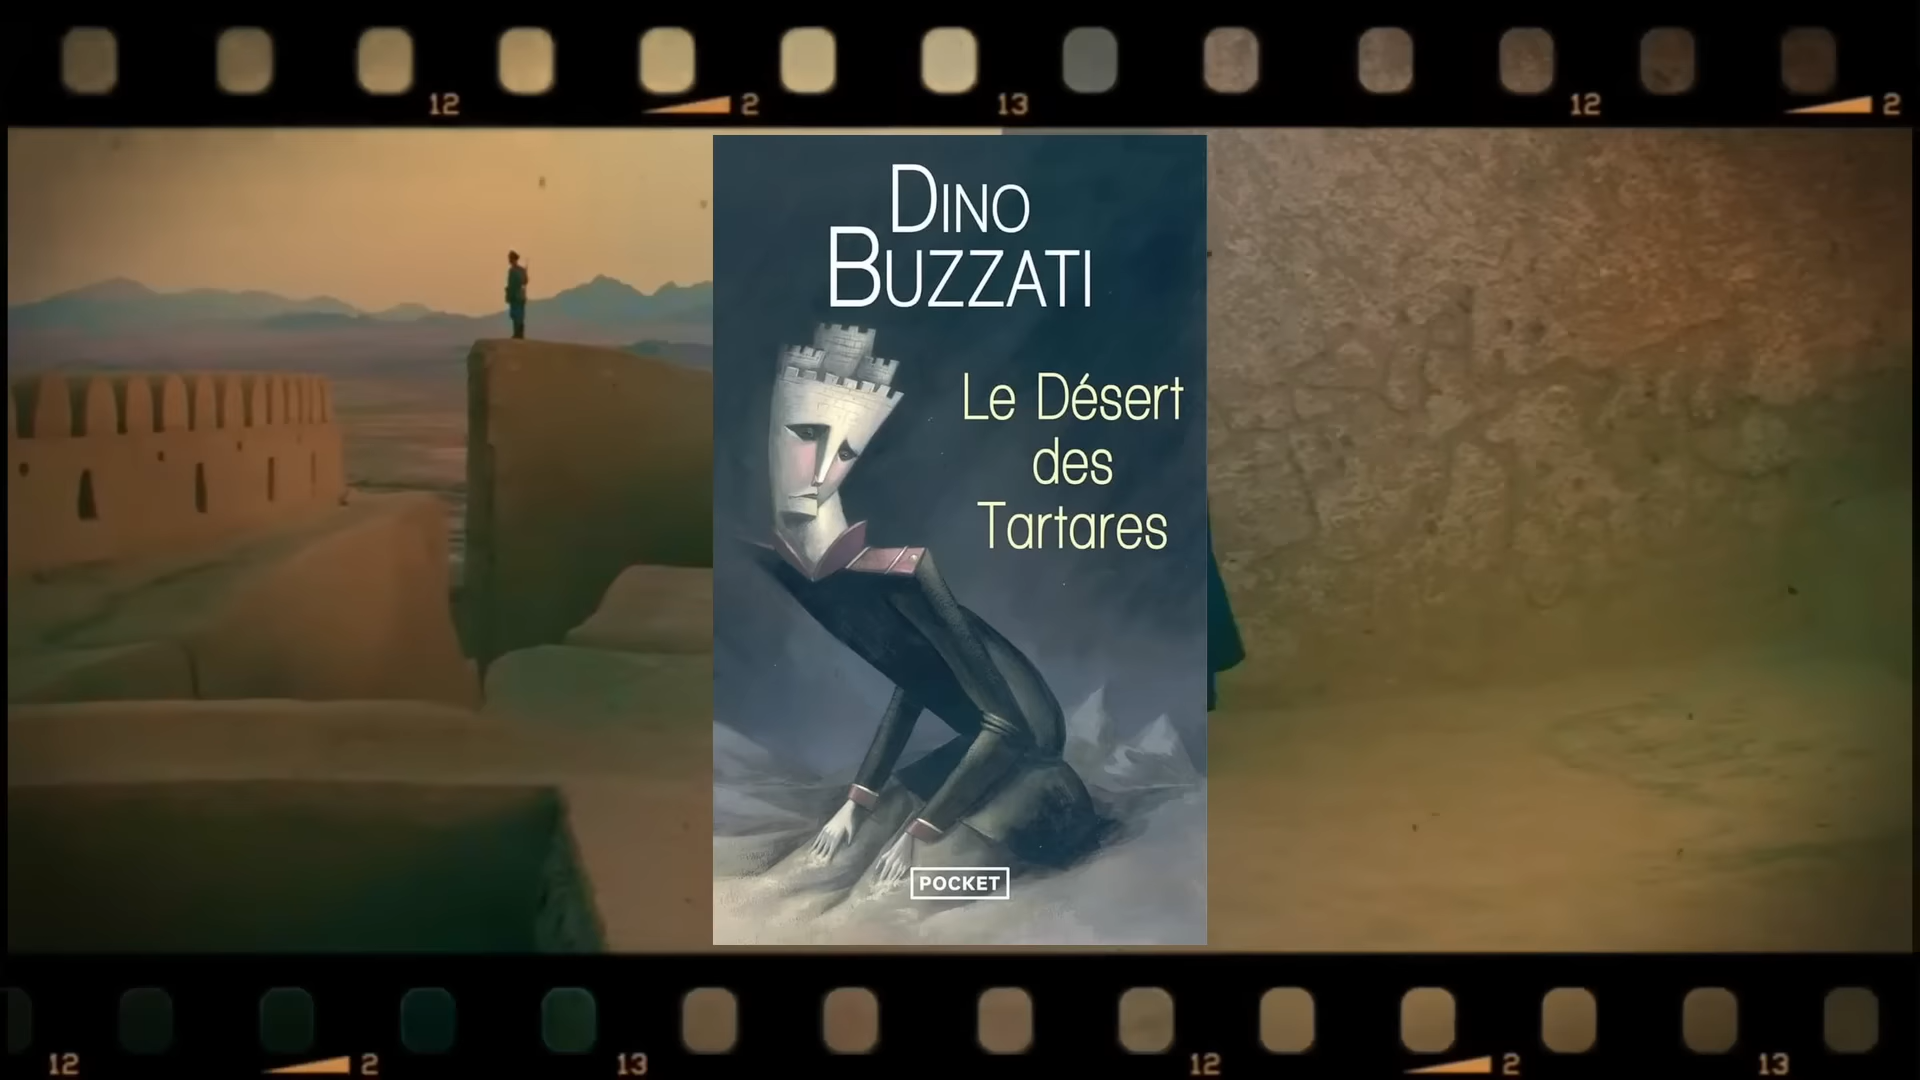 12 2 13 12 2
DINO
BUZZATI
Le Désert
des
Tartares
POCKET
12 2 13 12 2 13